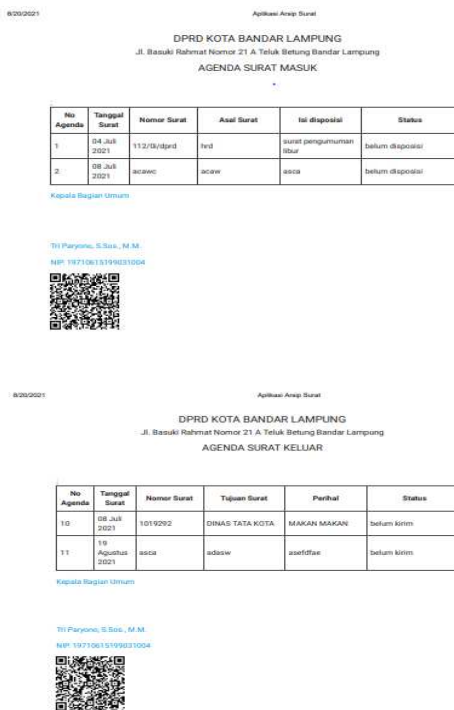 8/20/2021 Aplikasi Arsip Surat
DPRD KOTA BANDAR LAMPUNG
Jl. Basuki Rahmat Nomor 21 A Teluk Betung Bandar Lampung
AGENDA SURAT MASUK
No Agenda Tanggal Surat Nomor Surat Asal Surat Isi disposisi Status
1 04 Juli 2021 112/0i/dprd hrd surat pengumuman libur belum disposisi
2 08 Juli 2021 acawc acaw asca belum disposisi
Kepala Bagian Umum
Tri Paryono, S.Sos., M.M.
NIP. 19710615199031004
8/20/2021 Aplikasi Arsip Surat
DPRD KOTA BANDAR LAMPUNG
Jl. Basuki Rahmat Nomor 21 A Teluk Betung Bandar Lampung
AGENDA SURAT KELUAR
No Agenda Tanggal Surat Nomor Surat Tujuan Surat Perihal Status
10 08 Juli 2021 1019292 DINAS TATA KOTA MAKAN MAKAN belum kirim
11 19 Agustus 2021 asca adasw asefdfae belum kirim
Kepala Bagian Umum
Tri Paryono, S.Sos., M.M.
NIP. 19710615199031004